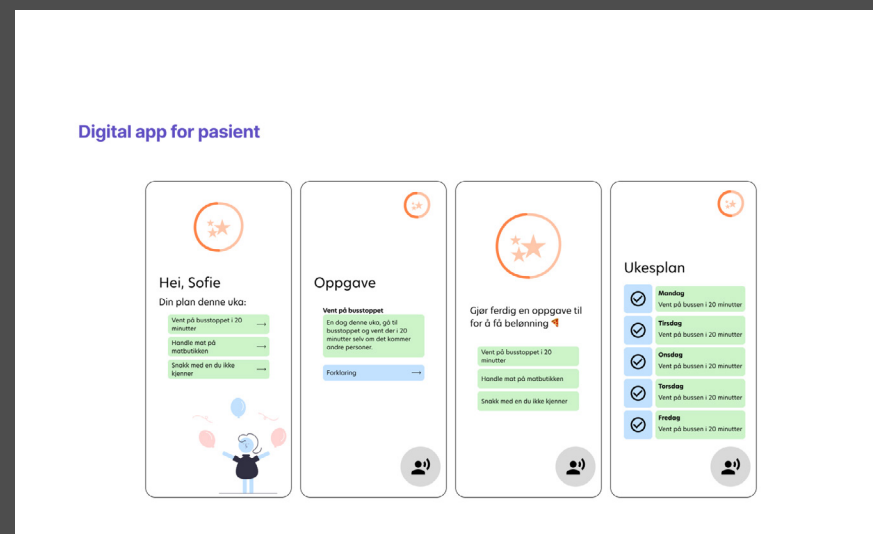 Digital app for pasient
Hei, Sofie
Din plan denne uka:
Vent på busstoppet i 20
minutter
Handle mat på
matbutikken
Snakk med en du ikke
kjenner
Oppgave
Vent på busstoppet
En dag denne uka, gå til
busstoppet og vent der i 20
minutter selv om det kommer
andre personer.
Forklaring
Gjør ferdig en oppgave til
for å få belønning 🍕
Vent på busstoppet i 20
minutter
Handle mat på matbutikken
Snakk med en du ikke kjenner
Ukesplan
Mandag
Vent på bussen i 20 minutter
Tirsdag
Vent på bussen i 20 minutter
Onsdag
Vent på bussen i 20 minutter
Torsdag
Vent på bussen i 20 minutter
Fredag
Vent på bussen i 20 minutter